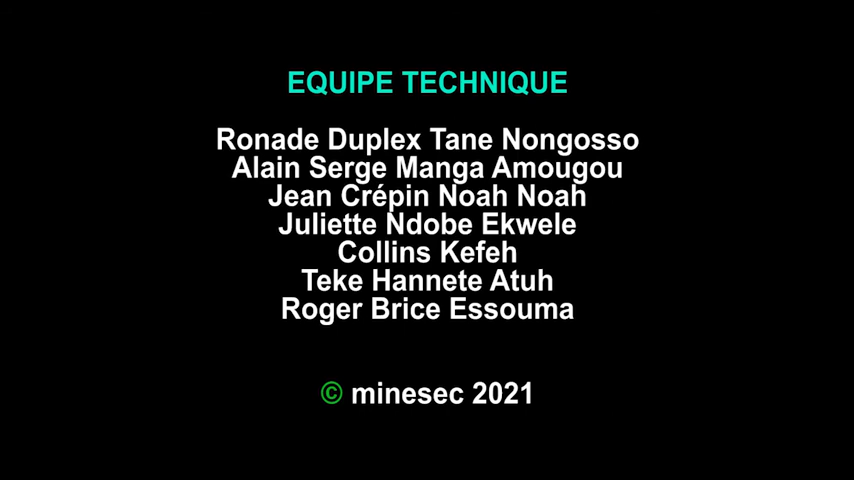 EQUIPE TECHNIQUE
Ronade Duplex Tane Nongosso
Alain Serge Manga Amougou
Jean Crépin Noah Noah
Juliette Ndobe Ekwele
Collins Kefeh
Teke Hannete Atuh
Roger Brice Essouma
© minesec 2021